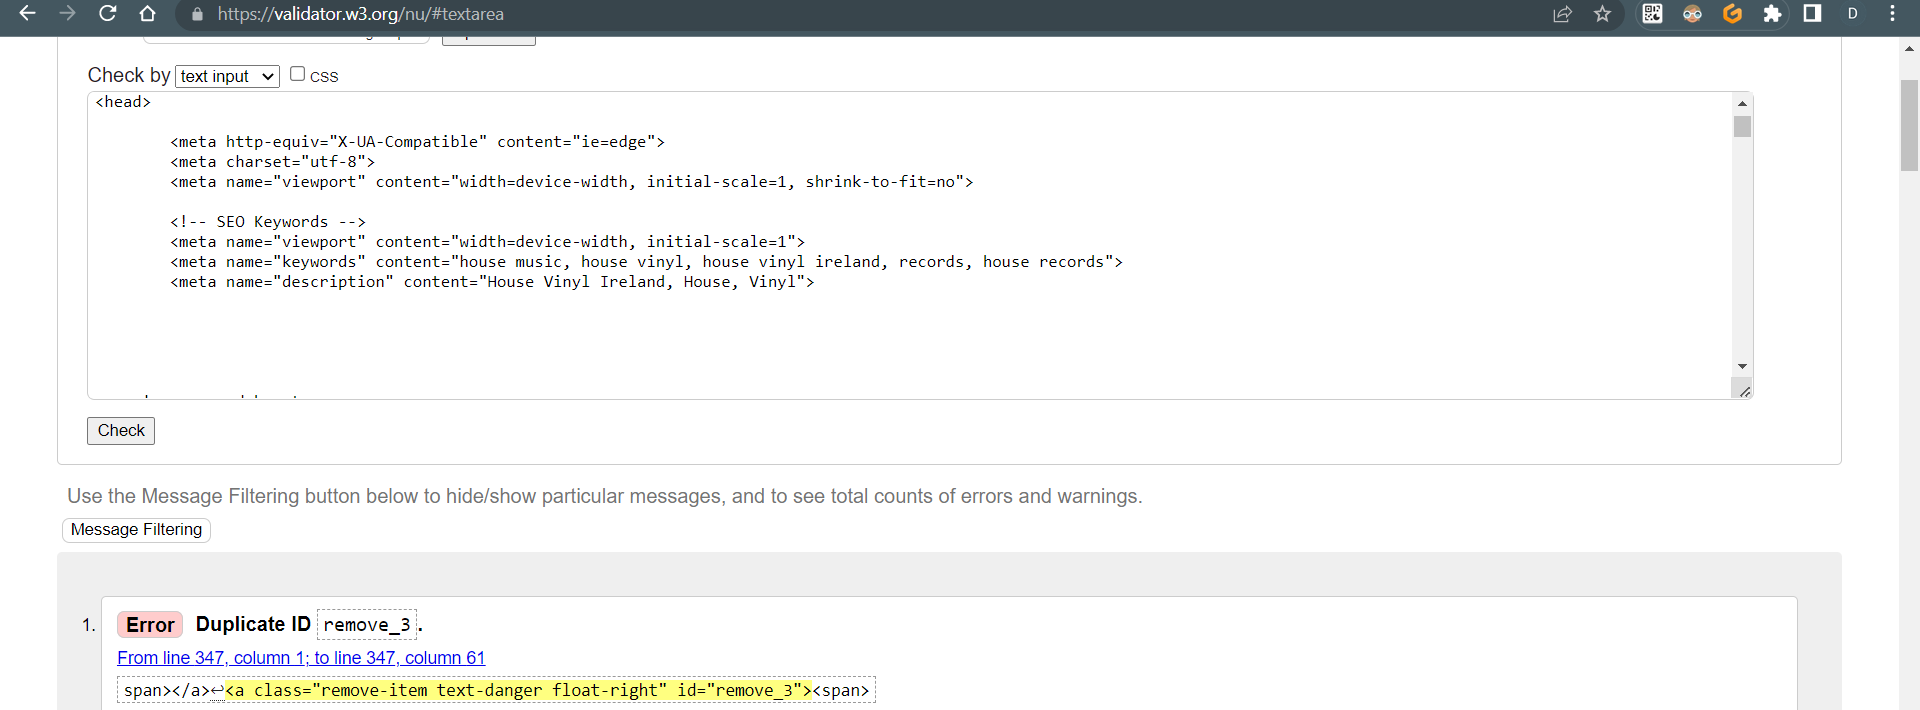 https://validator.w3.org/nu/#textarea
D
Check by text input CSS
<head>
<meta http-equiv="X-UA-Compatible" content="ie=edge">
<meta charset="utf-8">
<meta name="viewport" content="width=device-width, initial-scale=1, shrink-to-fit=no">
<!-- SEO Keywords -->
<meta name="viewport" content="width=device-width, initial-scale=1">
<meta name="keywords" content="house music, house vinyl, house vinyl ireland, records, house records">
<meta name="description" content="House Vinyl Ireland, House, Vinyl">
Check
Use the Message Filtering button below to hide/show particular messages, and to see total counts of errors and warnings.
Message Filtering
1. Error Duplicate ID remove_3.
From line 347, column 1; to line 347, column 61
span></a>↩<a class="remove-item text-danger float-right" id="remove_3"><span>